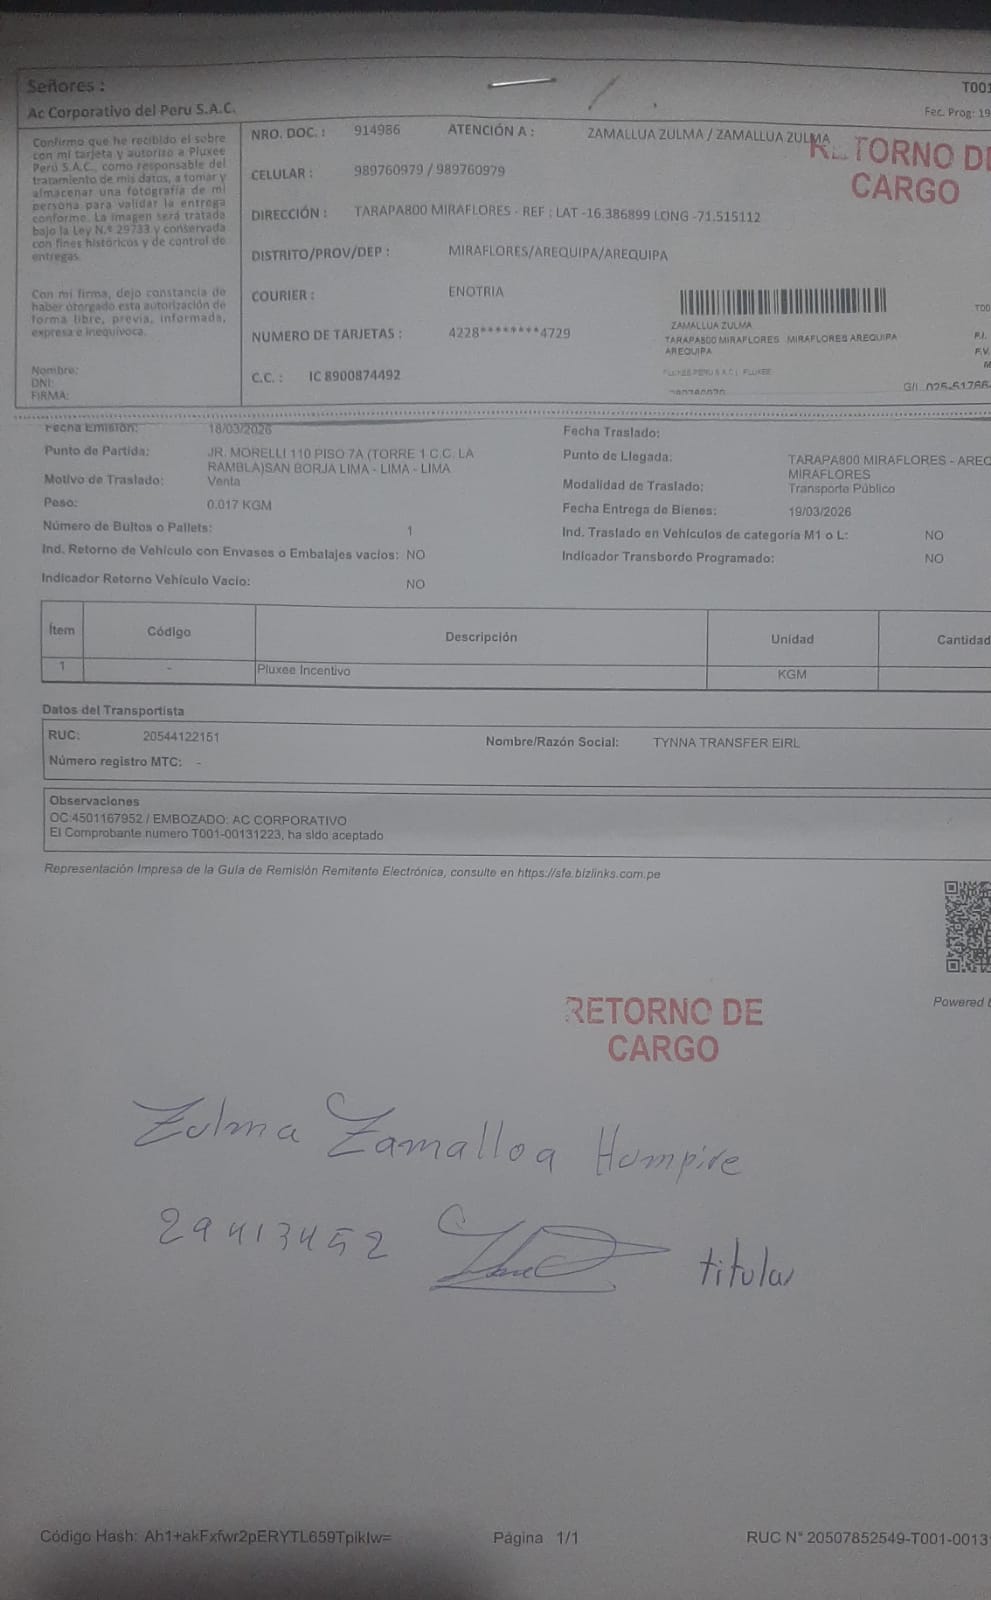 Señores :
Ac Corporativo del Peru S.A.C.
T001
Fec. Prog: 19
Confirmo que he recibido el sobre
con mi tarjeta y autorizo a Pluxee
Perú S.A.C., como responsable del
tratamiento de mis datos, a tomar y
almacenar una fotografía de mi
persona para validar la entrega
conforme. La imagen será tratada
bajo la Ley N.º 29733 y conservada
con fines históricos y de control de
entregas.
Con mi firma, dejo constancia de
haber otorgado esta autorización de
forma libre, previa, informada,
expresa e inequívoca.
Nombre:
DNI:
FIRMA:
NRO. DOC. : 914986 ATENCIÓN A : ZAMALLUA ZULMA / ZAMALLUA ZULMA
CELULAR : 989760979 / 989760979
DIRECCIÓN : TARAPA800 MIRAFLORES - REF : LAT -16.386899 LONG -71.515112
DISTRITO/PROV/DEP : MIRAFLORES/AREQUIPA/AREQUIPA
COURIER : ENOTRIA
NUMERO DE TARJETAS : 4228********4729
C.C. : IC 8900874492
RETORNO DE
CARGO
ZAMALLUA ZULMA
TARAPA800 MIRAFLORES MIRAFLORES AREQUIPA
AREQUIPA
T00
P.I.
F.V.
M
PLUXEE PERU S.A.C | PLUXEE
G/L 025-51766
Fecha Emisión: 18/03/2026 Fecha Traslado:
Punto de Partida: JR. MORELLI 110 PISO 7A (TORRE 1 C.C. LA
RAMBLA)SAN BORJA LIMA - LIMA - LIMA
Punto de Llegada: TARAPA800 MIRAFLORES - AREQ
MIRAFLORES
Motivo de Traslado: Venta Modalidad de Traslado: Transporte Público
Peso: 0.017 KGM Fecha Entrega de Bienes: 19/03/2026
Número de Bultos o Pallets: 1 Ind. Traslado en Vehículos de categoría M1 o L: NO
Ind. Retorno de Vehículo con Envases o Embalajes vacíos: NO Indicador Transbordo Programado: NO
Indicador Retorno Vehículo Vacío: NO
Ítem Código Descripción Unidad Cantidad
1 - Pluxee Incentivo KGM
Datos del Transportista
RUC: 20544122151 Nombre/Razón Social: TYNNA TRANSFER EIRL
Número registro MTC: -
Observaciones
OC:4501167952 / EMBOZADO: AC CORPORATIVO
El Comprobante numero T001-00131223, ha sido aceptado
Representación Impresa de la Guía de Remisión Remitente Electrónica, consulte en https://sfe.bizlinks.com.pe
Powered b
RETORNO DE
CARGO
Zulma Zamalloa Humpire
29413452 titular
Código Hash: Ah1+akFxfwr2pERYTL659Tpiklw= Página 1/1 RUC N° 20507852549-T001-0013